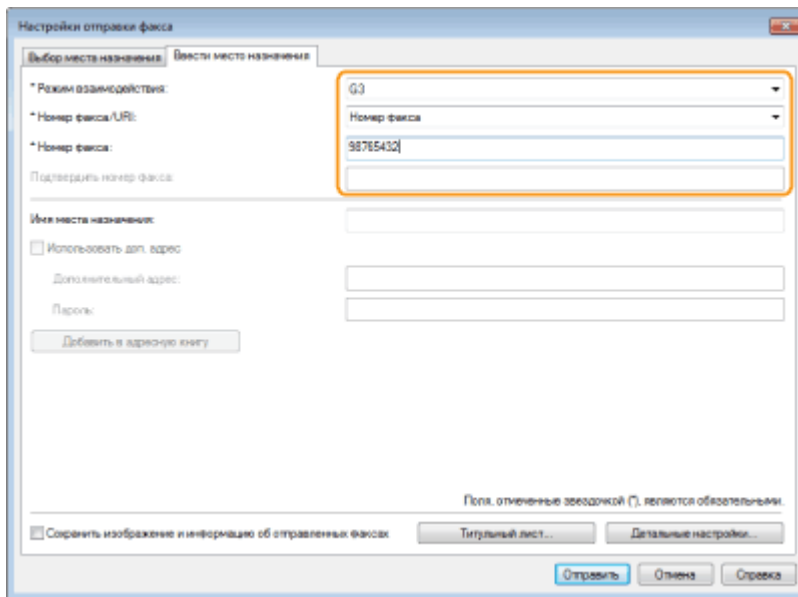 Настройки отправки факса
Выбор места назначения Ввести место назначения
* Режим взаимодействия: G3
* Номер факса/URI: Номер факса
* Номер факса: 98765432
Подтвердить номер факса:
Имя места назначения:
Использовать доп. адрес
Дополнительный адрес:
Пароль:
Добавить в адресную книгу
Поля, отмеченные звездочкой (*), являются обязательными.
Сохранить изображение и информацию об отправленных факсах Титульный лист... Детальные настройки...
Отправить Отмена Справка